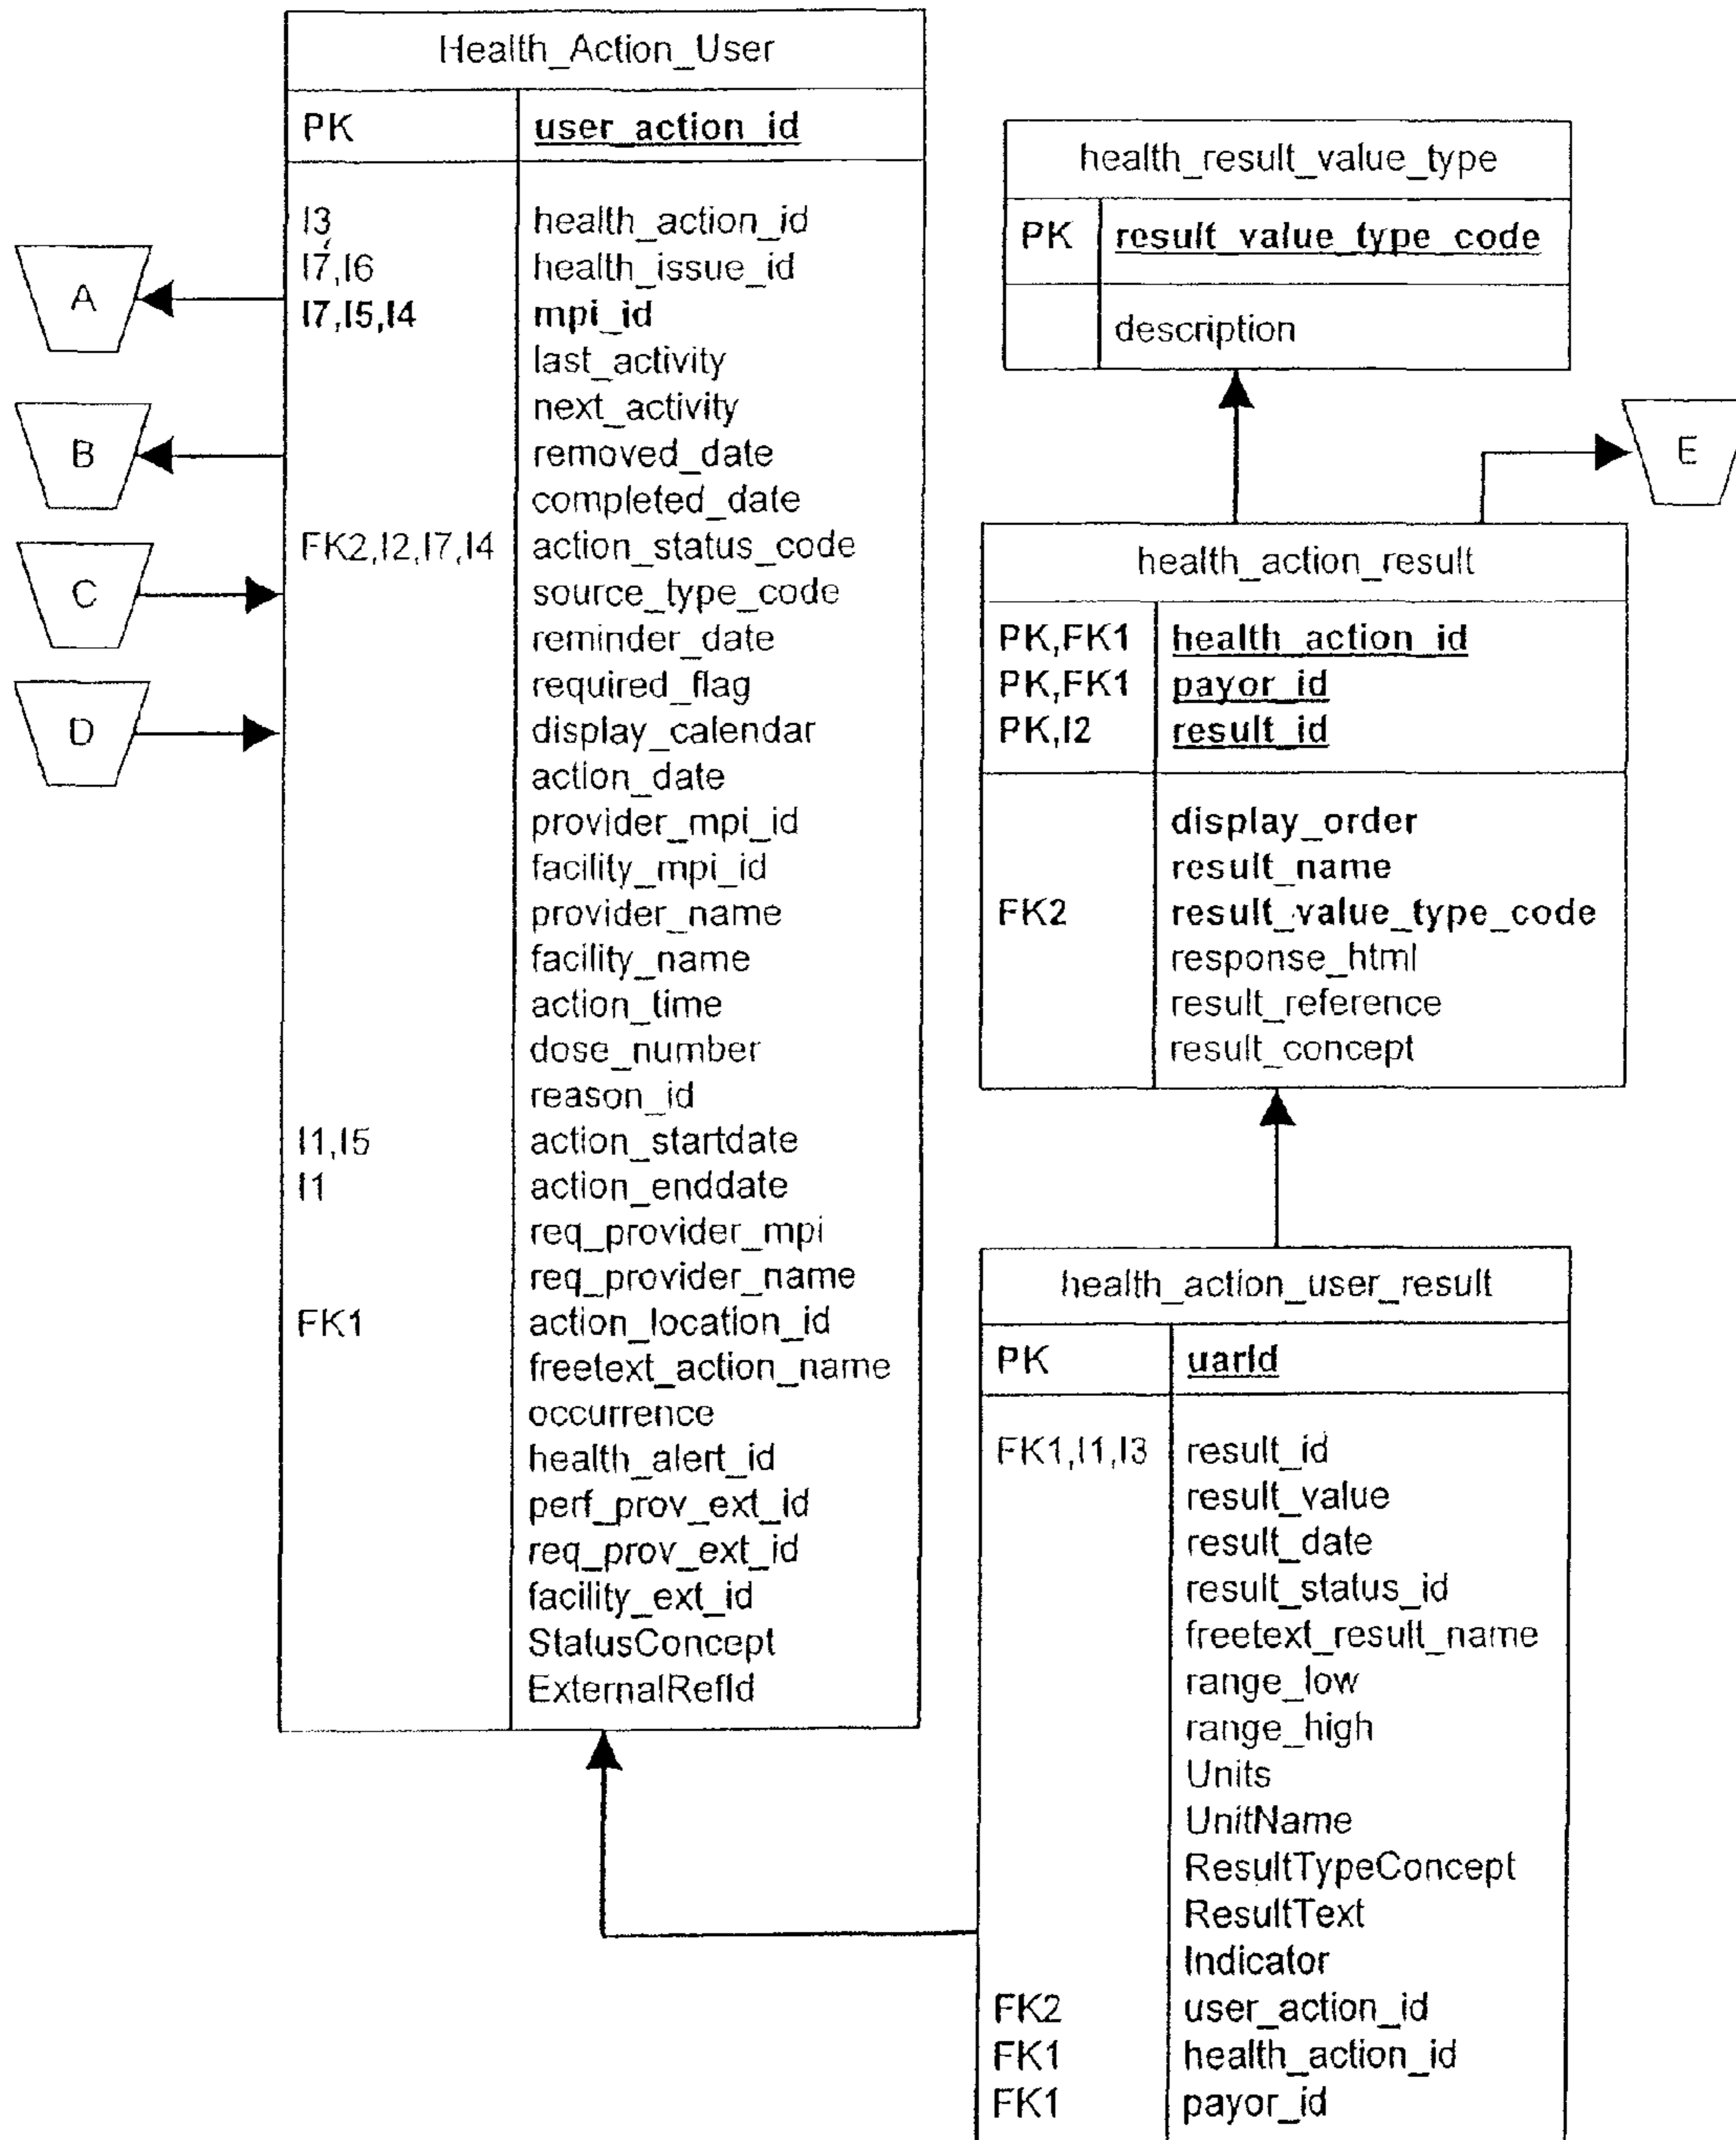 Health_Action_User
PK user_action_id
I3 health_action_id
I7,I6 health_issue_id
I7,I5,I4 mpi_id
last_activity
next_activity
removed_date
completed_date
FK2,I2,I7,I4 action_status_code
source_type_code
reminder_date
required_flag
display_calendar
action_date
provider_mpi_id
facility_mpi_id
provider_name
facility_name
action_time
dose_number
reason_id
I1,I5 action_startdate
I1 action_enddate
req_provider_mpi
req_provider_name
FK1 action_location_id
freetext_action_name
occurrence
health_alert_id
perf_prov_ext_id
req_prov_ext_id
facility_ext_id
StatusConcept
ExternalRefId
A
B
C
D
health_result_value_type
PK result_value_type_code
description
E
health_action_result
PK,FK1 health_action_id
PK,FK1 payor_id
PK,I2 result_id
display_order
result_name
FK2 result_value_type_code
response_html
result_reference
result_concept
health_action_user_result
PK uarId
FK1,I1,I3 result_id
result_value
result_date
result_status_id
freetext_result_name
range_low
range_high
Units
UnitName
ResultTypeConcept
ResultText
Indicator
FK2 user_action_id
FK1 health_action_id
FK1 payor_id